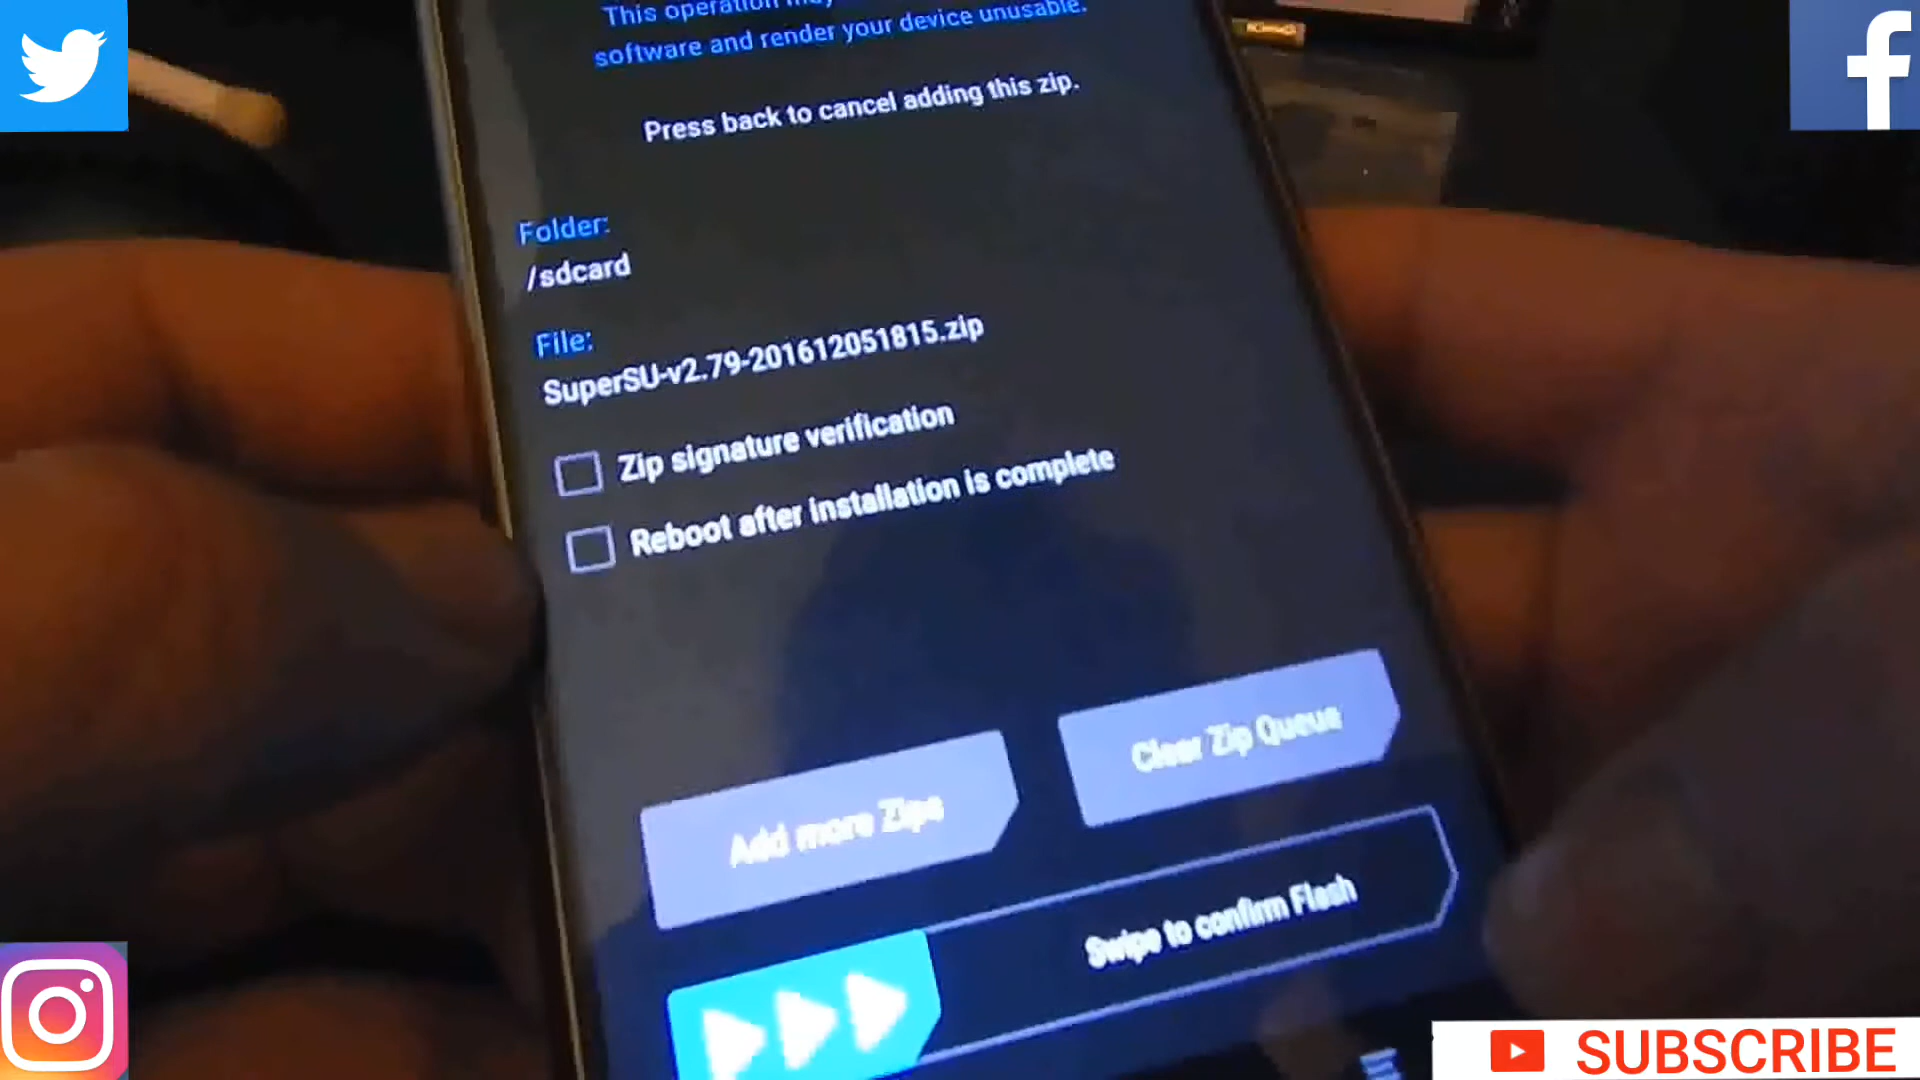 This operation may
software and render your device unusable.
Press back to cancel adding this zip.
Folder:
/sdcard
File:
SuperSU-v2.79-201612051815.zip
Zip signature verification
Reboot after installation is complete
Clear Zip Queue
Add more Zips
Swipe to confirm Flash
SUBSCRIBE